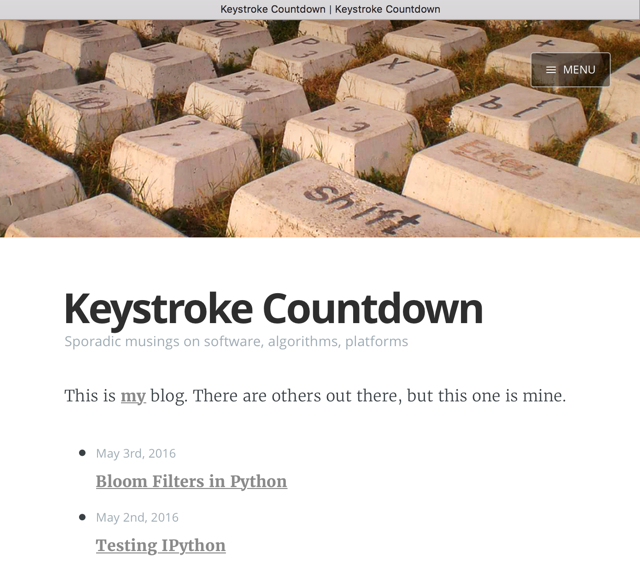 Keystroke Countdown | Keystroke Countdown
MENU
Enter
shift
Keystroke Countdown
Sporadic musings on software, algorithms, platforms
This is my blog. There are others out there, but this one is mine.
May 3rd, 2016
Bloom Filters in Python
May 2nd, 2016
Testing IPython